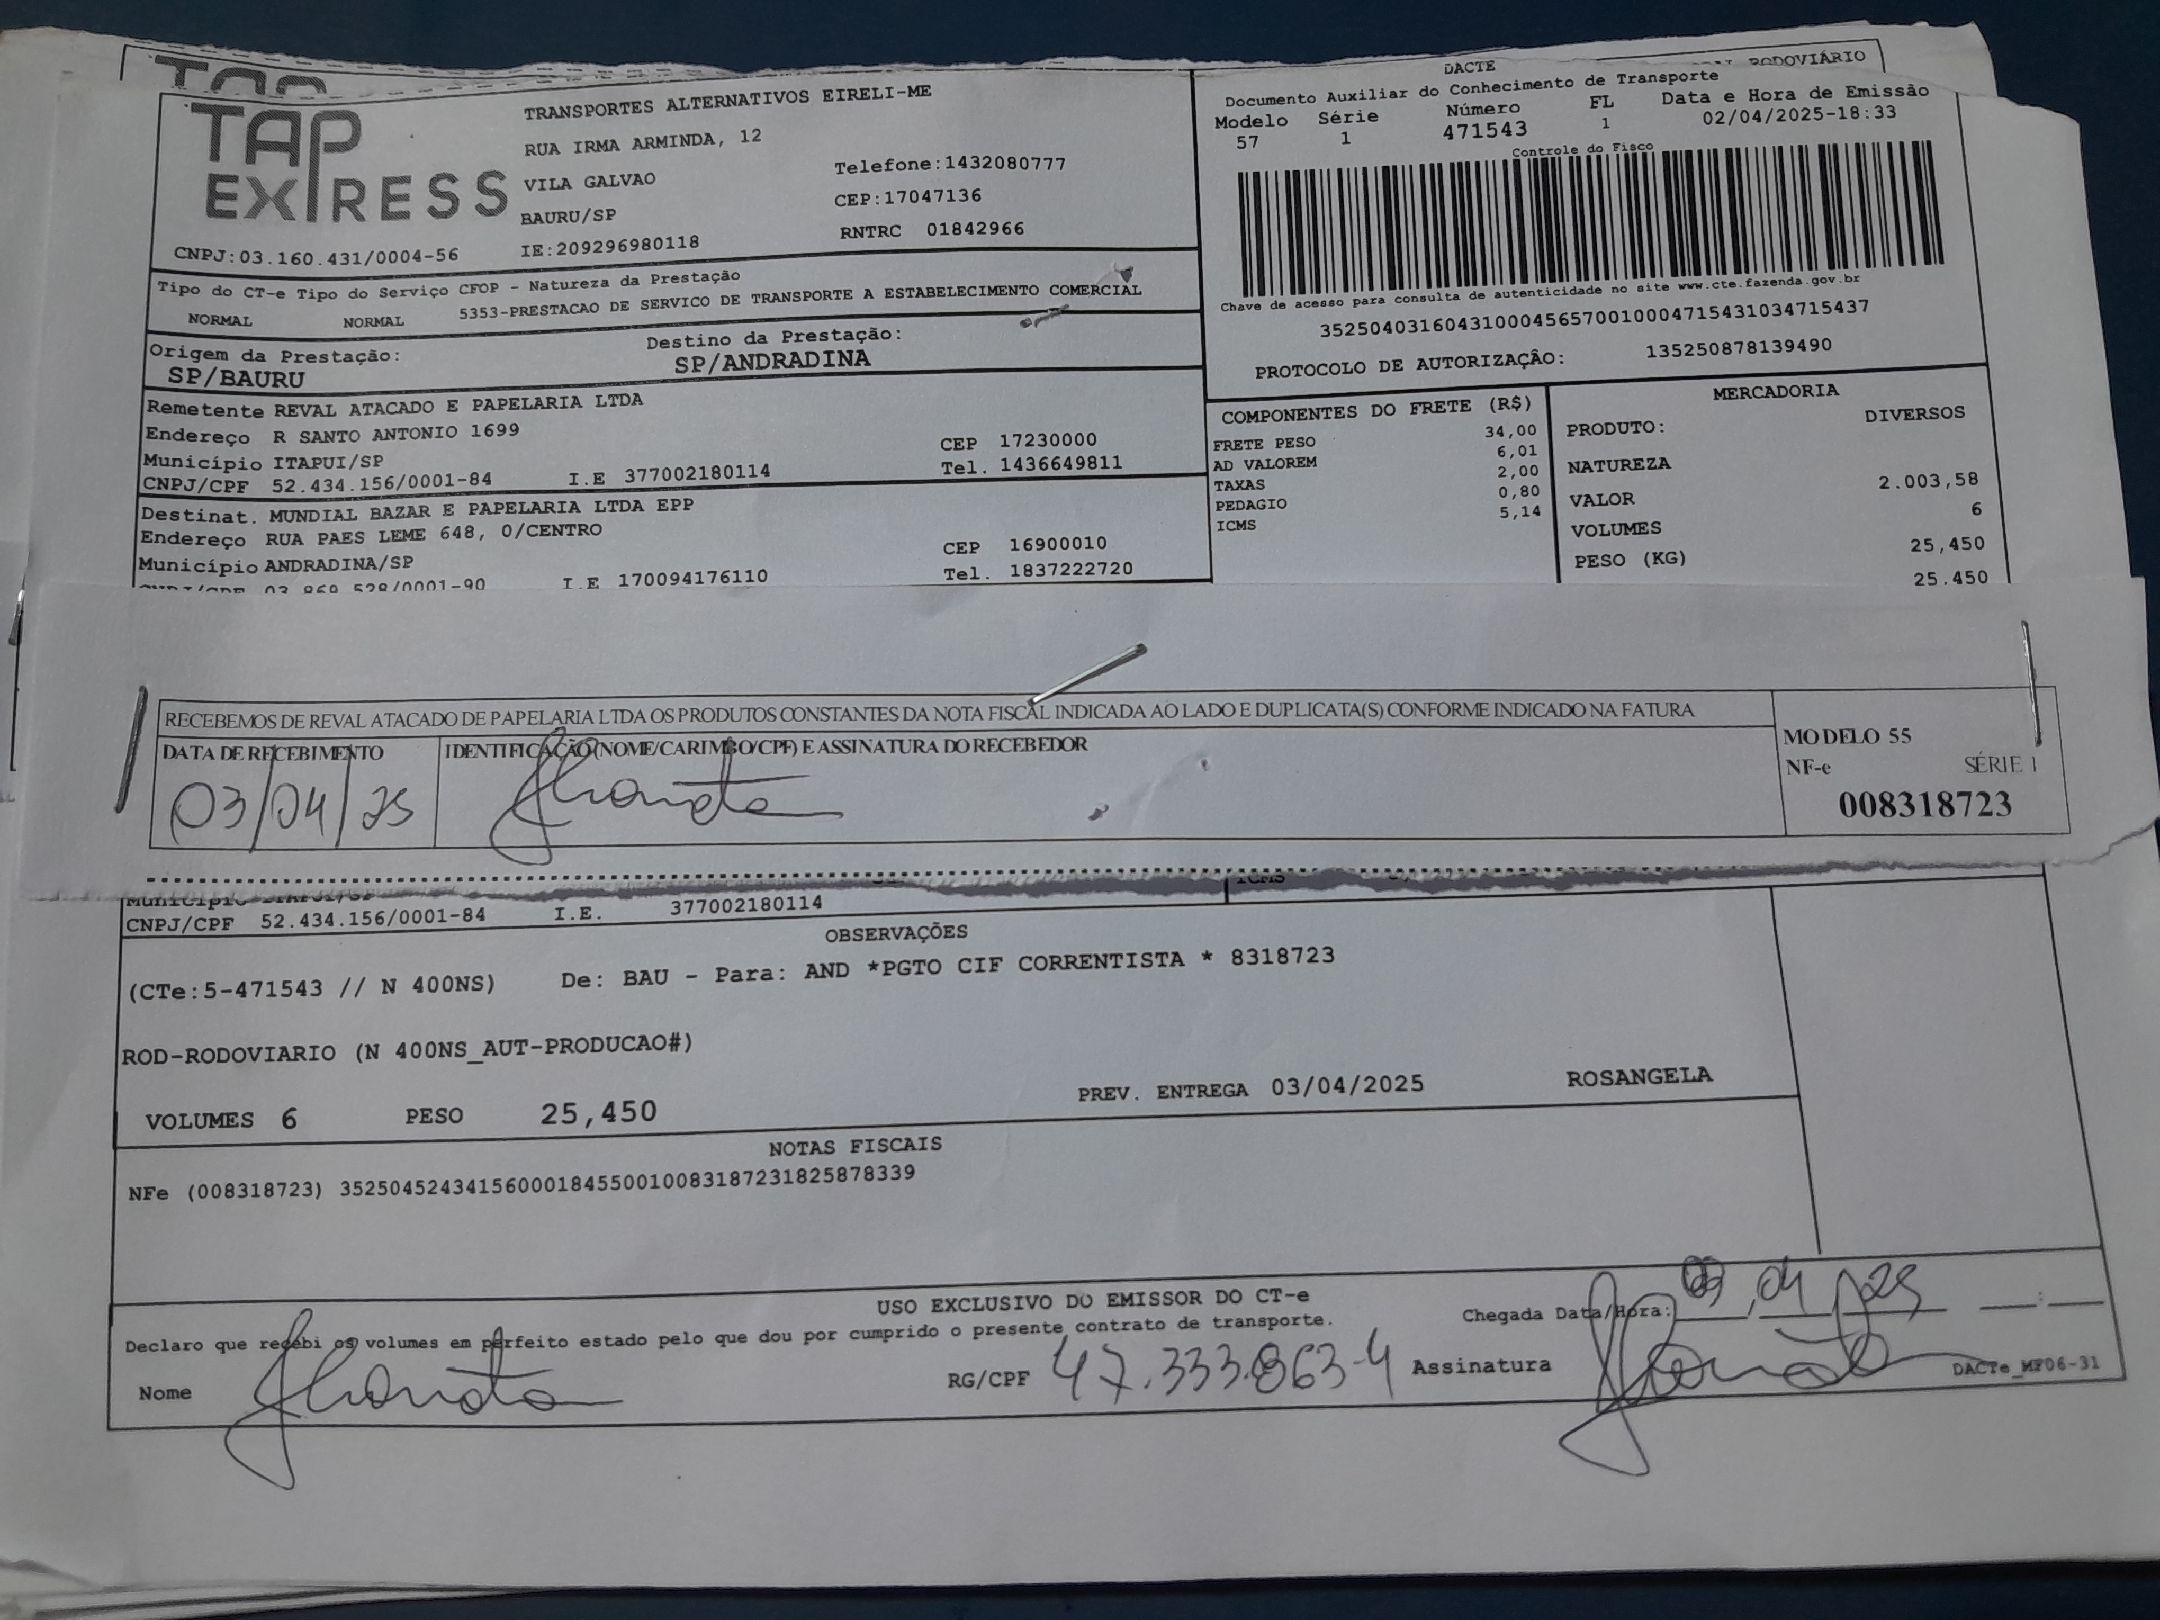 TAP EXPRESS
TRANSPORTES ALTERNATIVOS EIRELI-ME
RUA IRMA ARMINDA, 12
VILA GALVAO
Telefone:1432080777
BAURU/SP
CEP:17047136
CNPJ:03.160.431/0004-56
IE:209296980118
RNTRC 01842966
RODOVIÁRIO
DACTE
Documento Auxiliar do Conhecimento de Transporte
Modelo Série Número FL Data e Hora de Emissão
57 1 471543 1 02/04/2025-18:33
Controle do Fisco
Chave de acesso para consulta de autenticidade no site www.cte.fazenda.gov.br
35250403160431000456570010004715431034715437
PROTOCOLO DE AUTORIZAÇÃO: 135250878139490
Tipo do CT-e Tipo do Serviço CFOP - Natureza da Prestação
NORMAL NORMAL 5353-PRESTACAO DE SERVICO DE TRANSPORTE A ESTABELECIMENTO COMERCIAL
Origem da Prestação: Destino da Prestação:
SP/BAURU SP/ANDRADINA
Remetente REVAL ATACADO E PAPELARIA LTDA
Endereço R SANTO ANTONIO 1699
Município ITAPUI/SP CEP 17230000
CNPJ/CPF 52.434.156/0001-84 I.E 377002180114 Tel. 1436649811
Destinat. MUNDIAL BAZAR E PAPELARIA LTDA EPP
Endereço RUA PAES LEME 648, 0/CENTRO
Município ANDRADINA/SP CEP 16900010
CNPJ/CPF 03.869.528/0001-90 I.E 170094176110 Tel. 1837222720
COMPONENTES DO FRETE (R$)
FRETE PESO 34,00
AD VALOREM 6,01
TAXAS 2,00
PEDAGIO 0,80
ICMS 5,14
MERCADORIA
PRODUTO: DIVERSOS
NATUREZA
VALOR 2.003,58
VOLUMES 6
PESO (KG) 25,450
25.450
RECEBEMOS DE REVAL ATACADO DE PAPELARIA LTDA OS PRODUTOS CONSTANTES DA NOTA FISCAL INDICADA AO LADO E DUPLICATA(S) CONFORME INDICADO NA FATURA
DATA DE RECEBIMENTO IDENTIFICAÇÃO (NOME/CARIMBO/CPF) E ASSINATURA DO RECEBEDOR
03/04/25
MODELO 55
NF-e SÉRIE 1
008318723
Município ITAPUI/SP ICMS
CNPJ/CPF 52.434.156/0001-84 I.E. 377002180114
OBSERVAÇÕES
(CTe:5-471543 // N 400NS) De: BAU - Para: AND *PGTO CIF CORRENTISTA * 8318723
ROD-RODOVIARIO (N 400NS_AUT-PRODUCAO#)
VOLUMES 6 PESO 25,450 PREV. ENTREGA 03/04/2025 ROSANGELA
NOTAS FISCAIS
NFe (008318723) 35250452434156000184550010083187231825878339
USO EXCLUSIVO DO EMISSOR DO CT-e
Declaro que recebi os volumes em perfeito estado pelo que dou por cumprido o presente contrato de transporte.
Chegada Data/Hora: 03 04 25 __:__
Nome
RG/CPF 47.333.863-4
Assinatura
DACTe_MF06-31